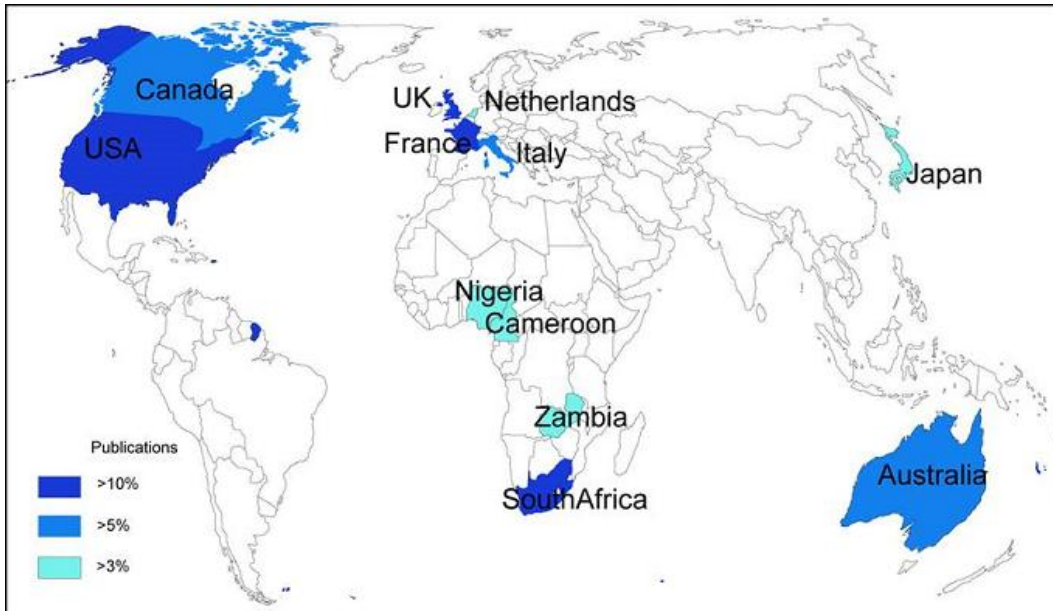 Canada
USA
UK
Netherlands
France
Italy
Japan
Nigeria
Cameroon
Zambia
SouthAfrica
Australia
Publications
>10%
>5%
>3%